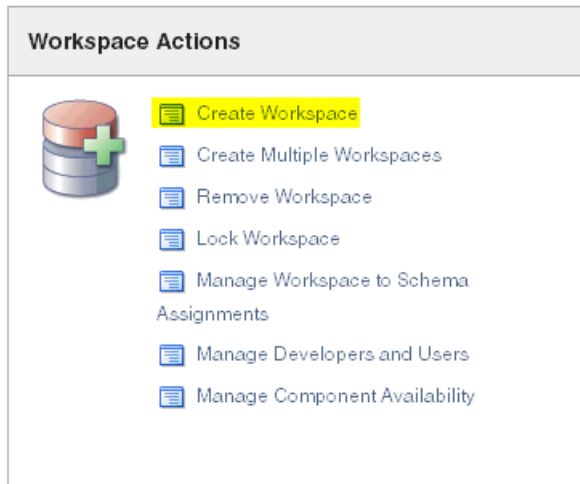 Workspace Actions
Create Workspace
Create Multiple Workspaces
Remove Workspace
Lock Workspace
Manage Workspace to Schema
Assignments
Manage Developers and Users
Manage Component Availability